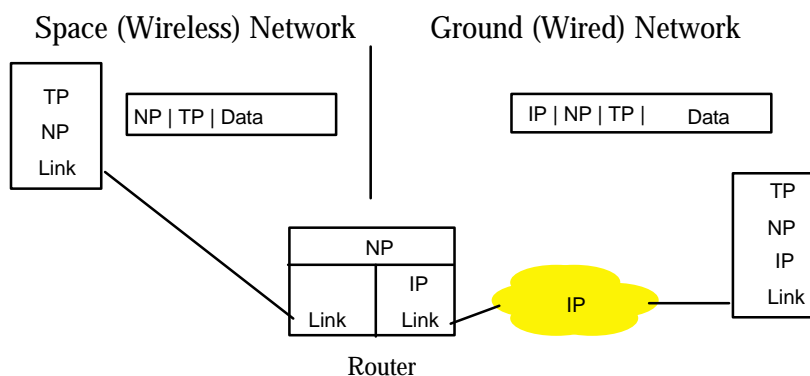 Space (Wireless) Network
Ground (Wired) Network
TP
NP
Link
NP | TP | Data
IP | NP | TP | Data
TP
NP
IP
Link
NP
IP
Link
Link
IP
Router